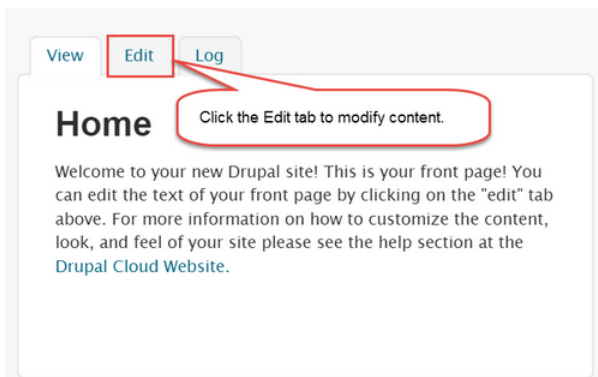 View Edit Log
Click the Edit tab to modify content.
Home
Welcome to your new Drupal site! This is your front page! You
can edit the text of your front page by clicking on the "edit" tab
above. For more information on how to customize the content,
look, and feel of your site please see the help section at the
Drupal Cloud Website.